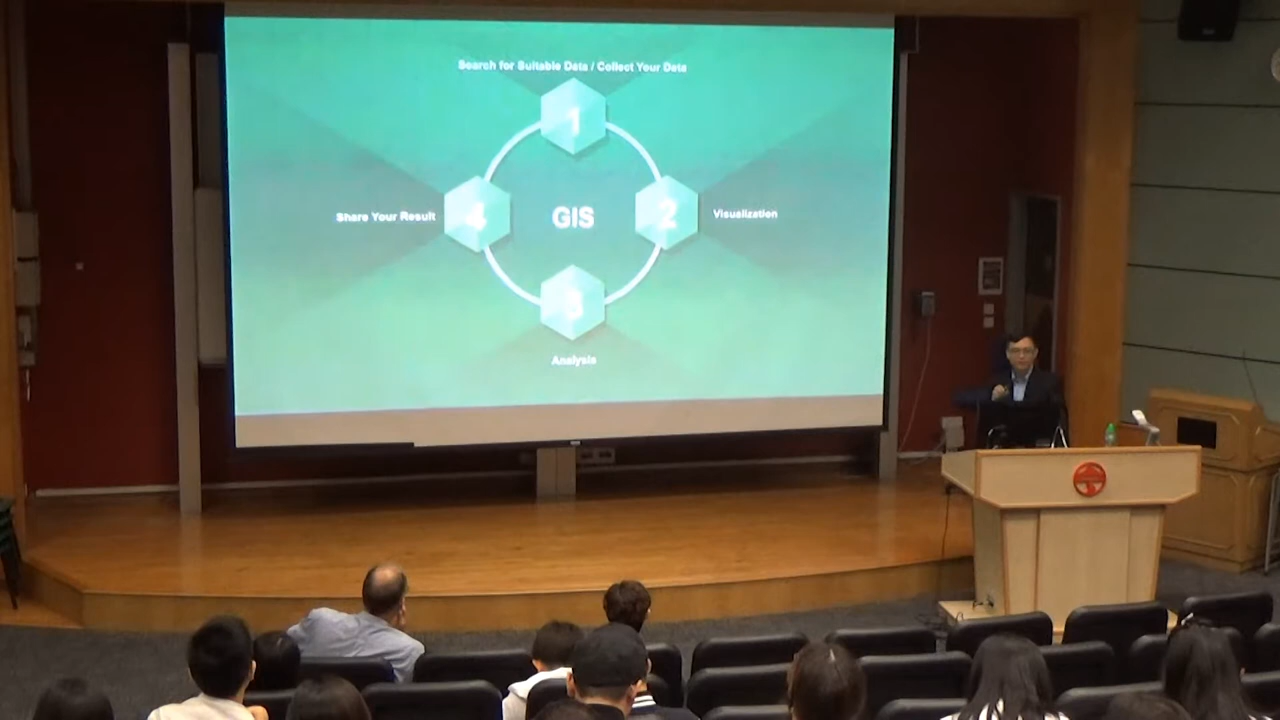 Search for Suitable Data / Collect Your Data
1
Share Your Result
4
GIS
2
Visualization
3
Analysis